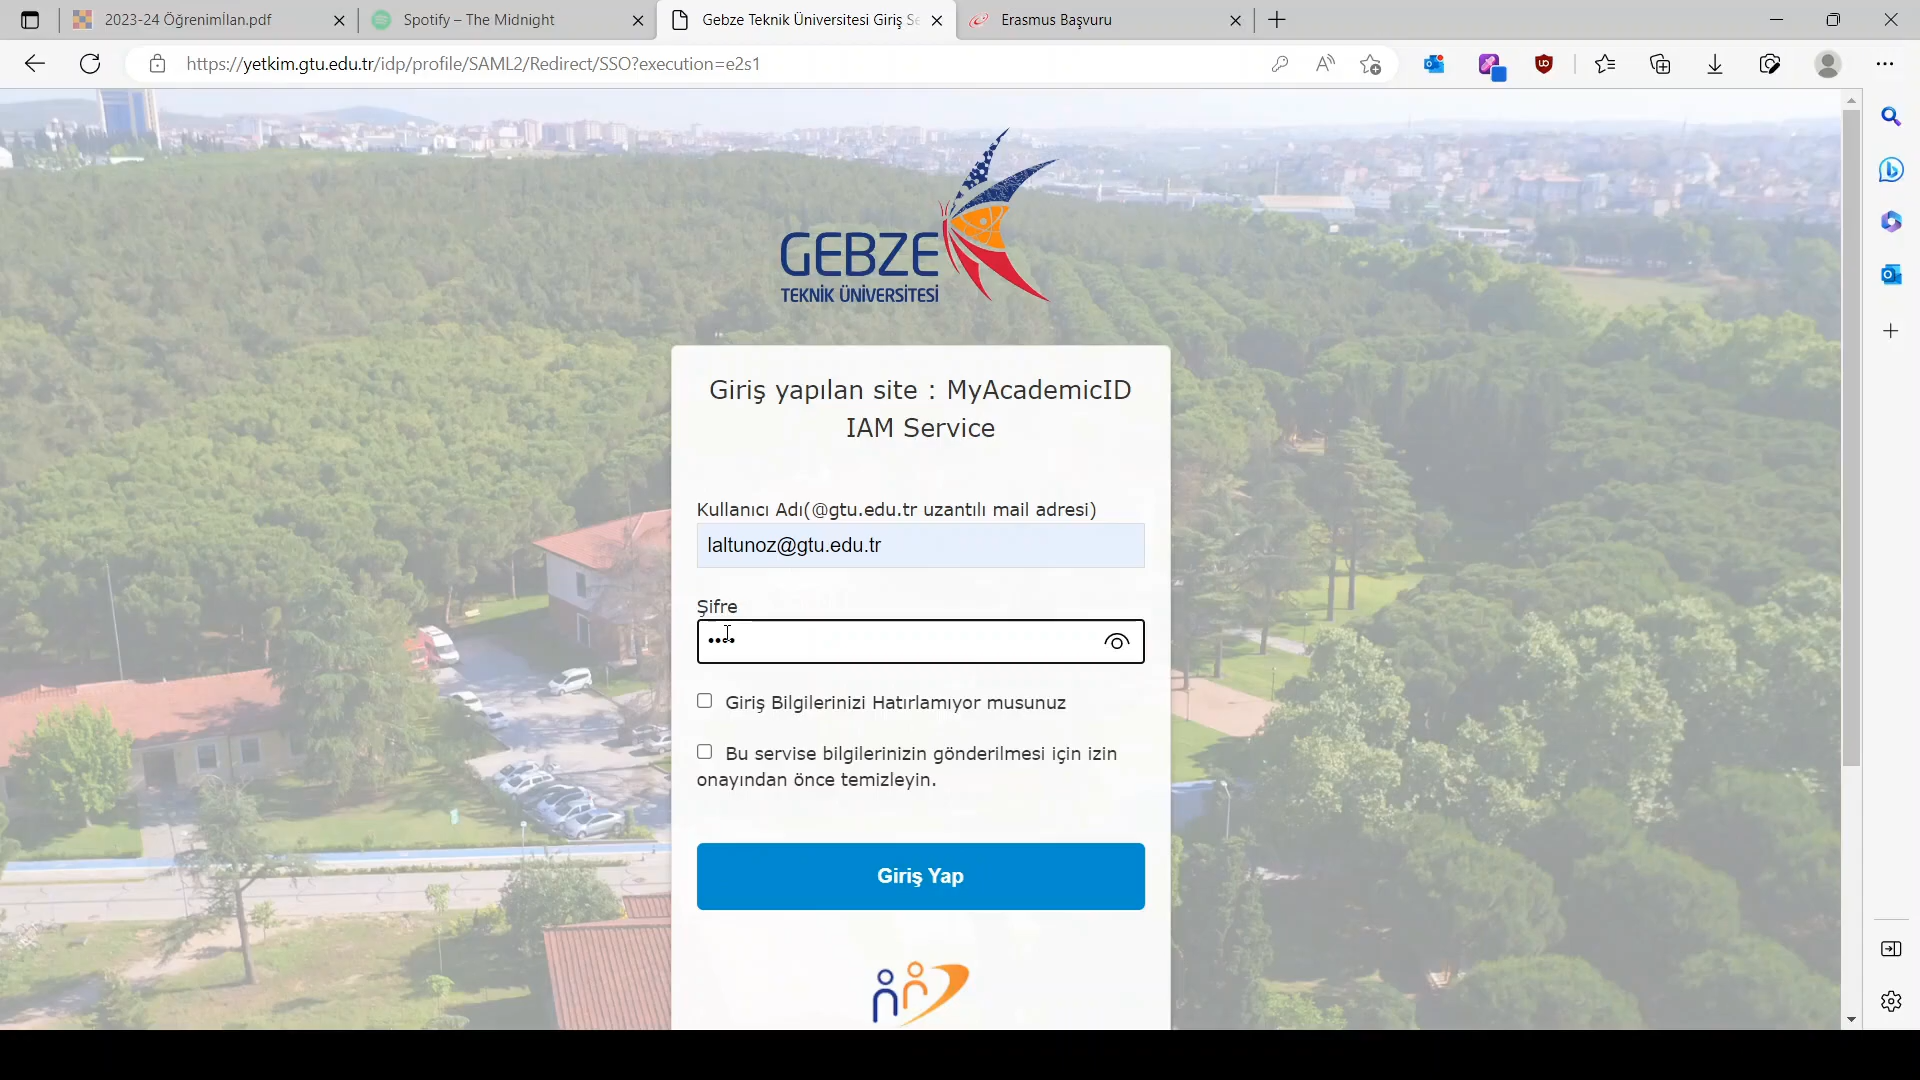 2023-24 Öğrenimİlan.pdf
Spotify – The Midnight
Gebze Teknik Üniversitesi Giriş Se
Erasmus Başvuru
https://yetkim.gtu.edu.tr/idp/profile/SAML2/Redirect/SSO?execution=e2s1
GEBZE
TEKNİK ÜNİVERSİTESİ
Giriş yapılan site : MyAcademicID
IAM Service
Kullanıcı Adı(@gtu.edu.tr uzantılı mail adresi)
laltunoz@gtu.edu.tr
Şifre
••••
Giriş Bilgilerinizi Hatırlamıyor musunuz
Bu servise bilgilerinizin gönderilmesi için izin
onayından önce temizleyin.
Giriş Yap